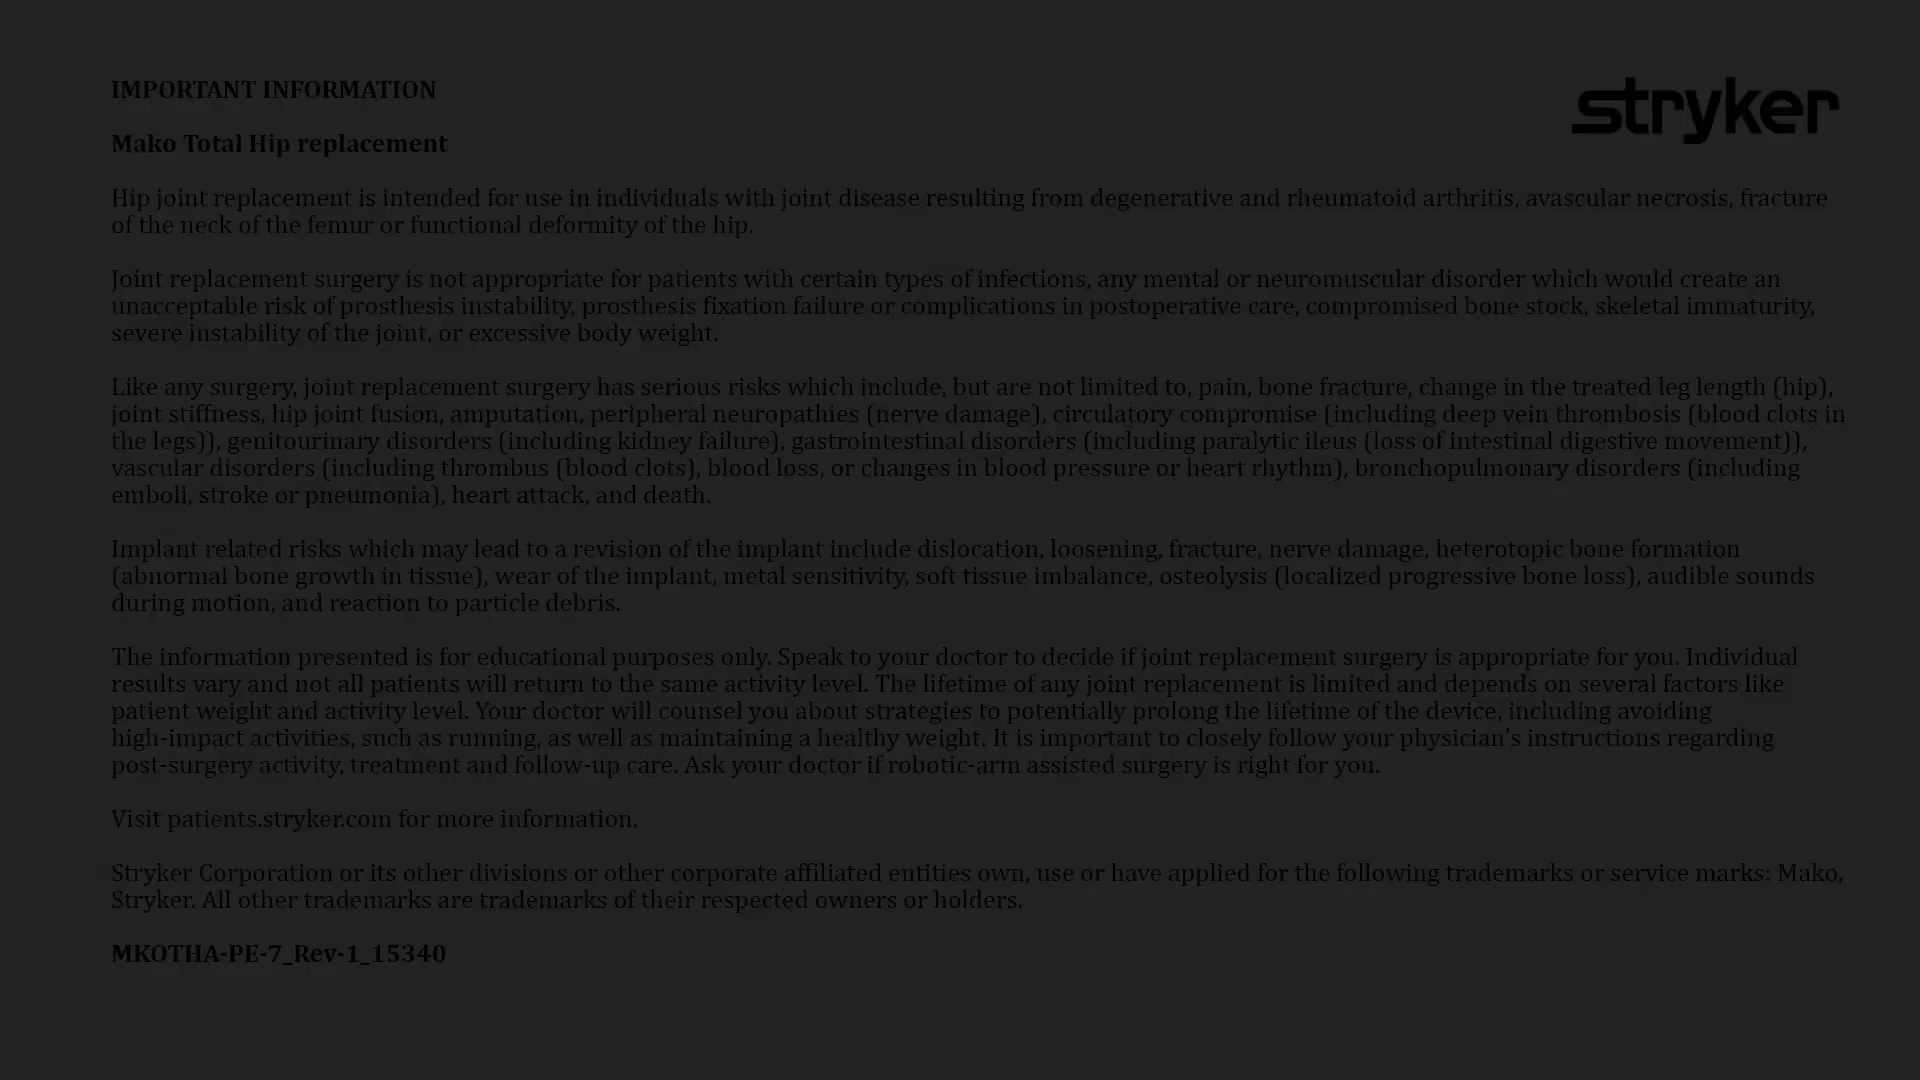 IMPORTANT INFORMATION
stryker
Mako Total Hip replacement
Hip joint replacement is intended for use in individuals with joint disease resulting from degenerative and rheumatoid arthritis, avascular necrosis, fracture
of the neck of the femur or functional deformity of the hip.
Joint replacement surgery is not appropriate for patients with certain types of infections, any mental or neuromuscular disorder which would create an
unacceptable risk of prosthesis instability, prosthesis fixation failure or complications in postoperative care, compromised bone stock, skeletal immaturity,
severe instability of the joint, or excessive body weight.
Like any surgery, joint replacement surgery has serious risks which include, but are not limited to, pain, bone fracture, change in the treated leg length (hip),
joint stiffness, hip joint fusion, amputation, peripheral neuropathies (nerve damage), circulatory compromise (including deep vein thrombosis (blood clots in
the legs)), genitourinary disorders (including kidney failure), gastrointestinal disorders (including paralytic ileus (loss of intestinal digestive movement)),
vascular disorders (including thrombus (blood clots), blood loss, or changes in blood pressure or heart rhythm), bronchopulmonary disorders (including
emboli, stroke or pneumonia), heart attack, and death.
Implant related risks which may lead to a revision of the implant include dislocation, loosening, fracture, nerve damage, heterotopic bone formation
(abnormal bone growth in tissue), wear of the implant, metal sensitivity, soft tissue imbalance, osteolysis (localized progressive bone loss), audible sounds
during motion, and reaction to particle debris.
The information presented is for educational purposes only. Speak to your doctor to decide if joint replacement surgery is appropriate for you. Individual
results vary and not all patients will return to the same activity level. The lifetime of any joint replacement is limited and depends on several factors like
patient weight and activity level. Your doctor will counsel you about strategies to potentially prolong the lifetime of the device, including avoiding
high-impact activities, such as running, as well as maintaining a healthy weight. It is important to closely follow your physician's instructions regarding
post-surgery activity, treatment and follow-up care. Ask your doctor if robotic-arm assisted surgery is right for you.
Visit patients.stryker.com for more information.
Stryker Corporation or its other divisions or other corporate affiliated entities own, use or have applied for the following trademarks or service marks: Mako,
Stryker. All other trademarks are trademarks of their respected owners or holders.
MKOTHA-PE-7_Rev-1_15340